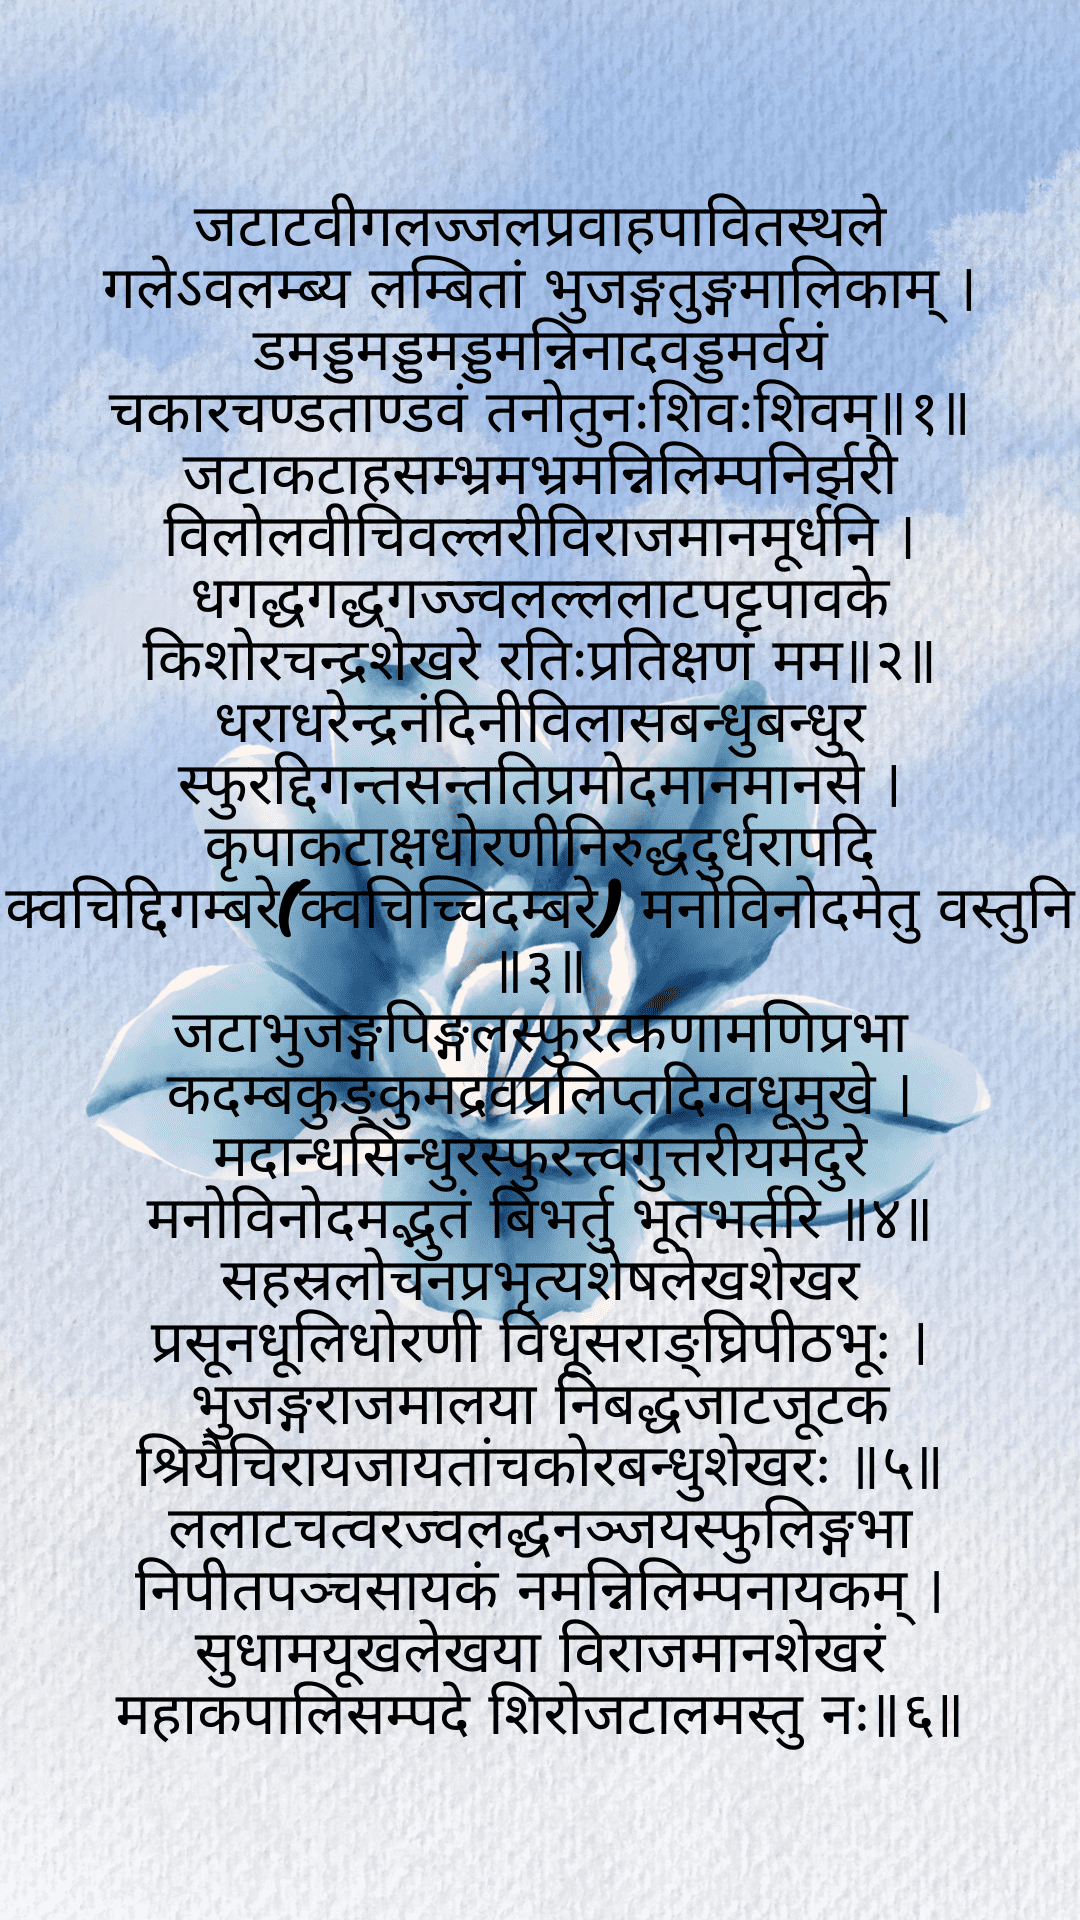 जटाटवीगलज्जलप्रवाहपावितस्थले
गलेऽवलम्ब्य लम्बितां भुजङ्गतुङ्गमालिकाम् |
डमड्डमड्डमड्डमन्निनादवड्डमर्वयं
चकारचण्डताण्डवं तनोतुनःशिवःशिवम्॥१॥
जटाकटाहसम्भ्रमभ्रमन्निलिम्पनिर्झरी
विलोलवीचिवल्लरीविराजमानमूर्धनि |
धगद्धगद्धगज्ज्वलल्ललाटपट्टपावके
किशोरचन्द्रशेखरे रतिःप्रतिक्षणं मम॥२॥
धराधरेन्द्रनंदिनीविलासबन्धुबन्धुर
स्फुरद्दिगन्तसन्ततिप्रमोदमानमानसे |
कृपाकटाक्षधोरणीनिरुद्धदुर्धरापदि
क्वचिद्दिगम्बरे(क्वचिच्चिदम्बरे) मनोविनोदमेतु वस्तुनि
॥३॥
जटाभुजङ्गपिङ्गलस्फुरत्फणामणिप्रभा
कदम्बकुङ्कुमद्रवप्रलिप्तदिग्वधूमुखे |
मदान्धसिन्धुरस्फुरत्त्वगुत्तरीयमेदुरे
मनोविनोदमद्भुतं बिभर्तु भूतभर्तरि ॥४॥
सहस्रलोचनप्रभृत्यशेषलेखशेखर
प्रसूनधूलिधोरणी विधूसराङ्घ्रिपीठभूः |
भुजङ्गराजमालया निबद्धजाटजूटक
श्रियैचिरायजायतांचकोरबन्धुशेखरः ॥५॥
ललाटचत्वरज्वलद्धनञ्जयस्फुलिङ्गभा
निपीतपञ्चसायकं नमन्निलिम्पनायकम् |
सुधामयूखलेखया विराजमानशेखरं
महाकपालिसम्पदे शिरोजटालमस्तु नः॥६॥